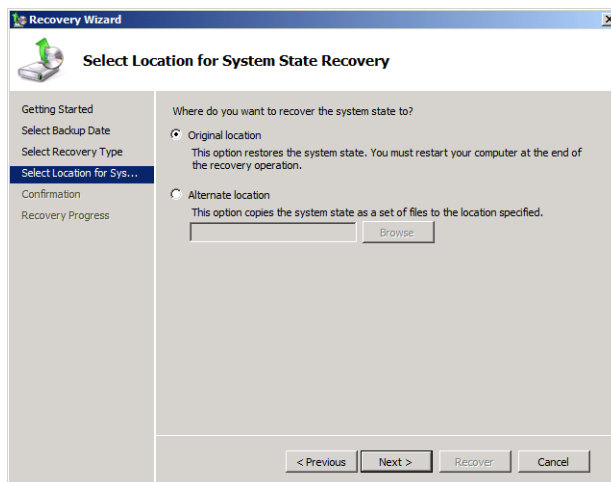 Recovery Wizard
Select Location for System State Recovery
Getting Started
Select Backup Date
Select Recovery Type
Select Location for Sys...
Confirmation
Recovery Progress
Where do you want to recover the system state to?
Original location
This option restores the system state. You must restart your computer at the end of
the recovery operation.
Alternate location
This option copies the system state as a set of files to the location specified.
Browse
< Previous
Next >
Recover
Cancel